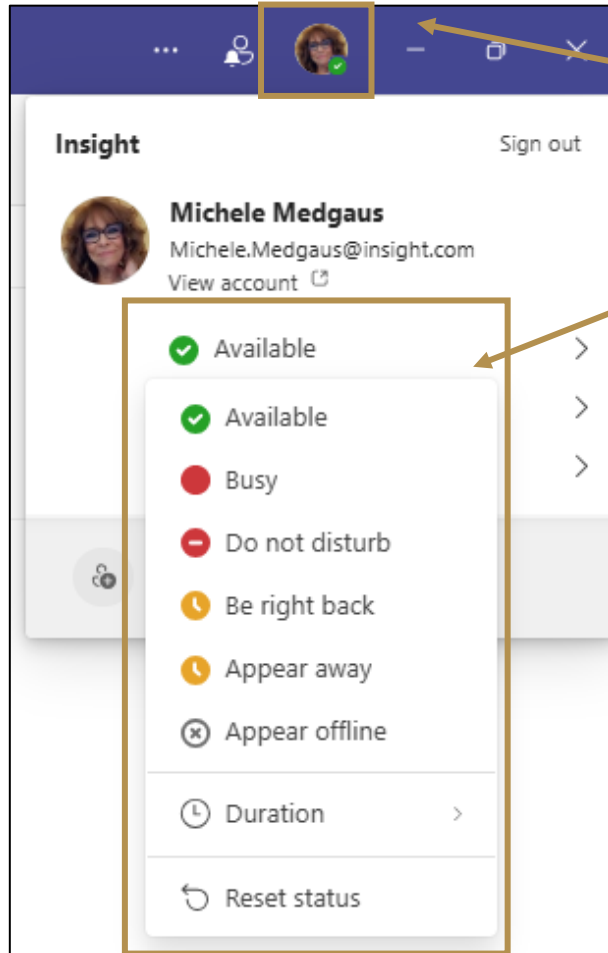 Insight
Sign out
Michele Medgaus
Michele.Medgaus@insight.com
View account
Available
Available
Busy
Do not disturb
Be right back
Appear away
Appear offline
Duration
Reset status